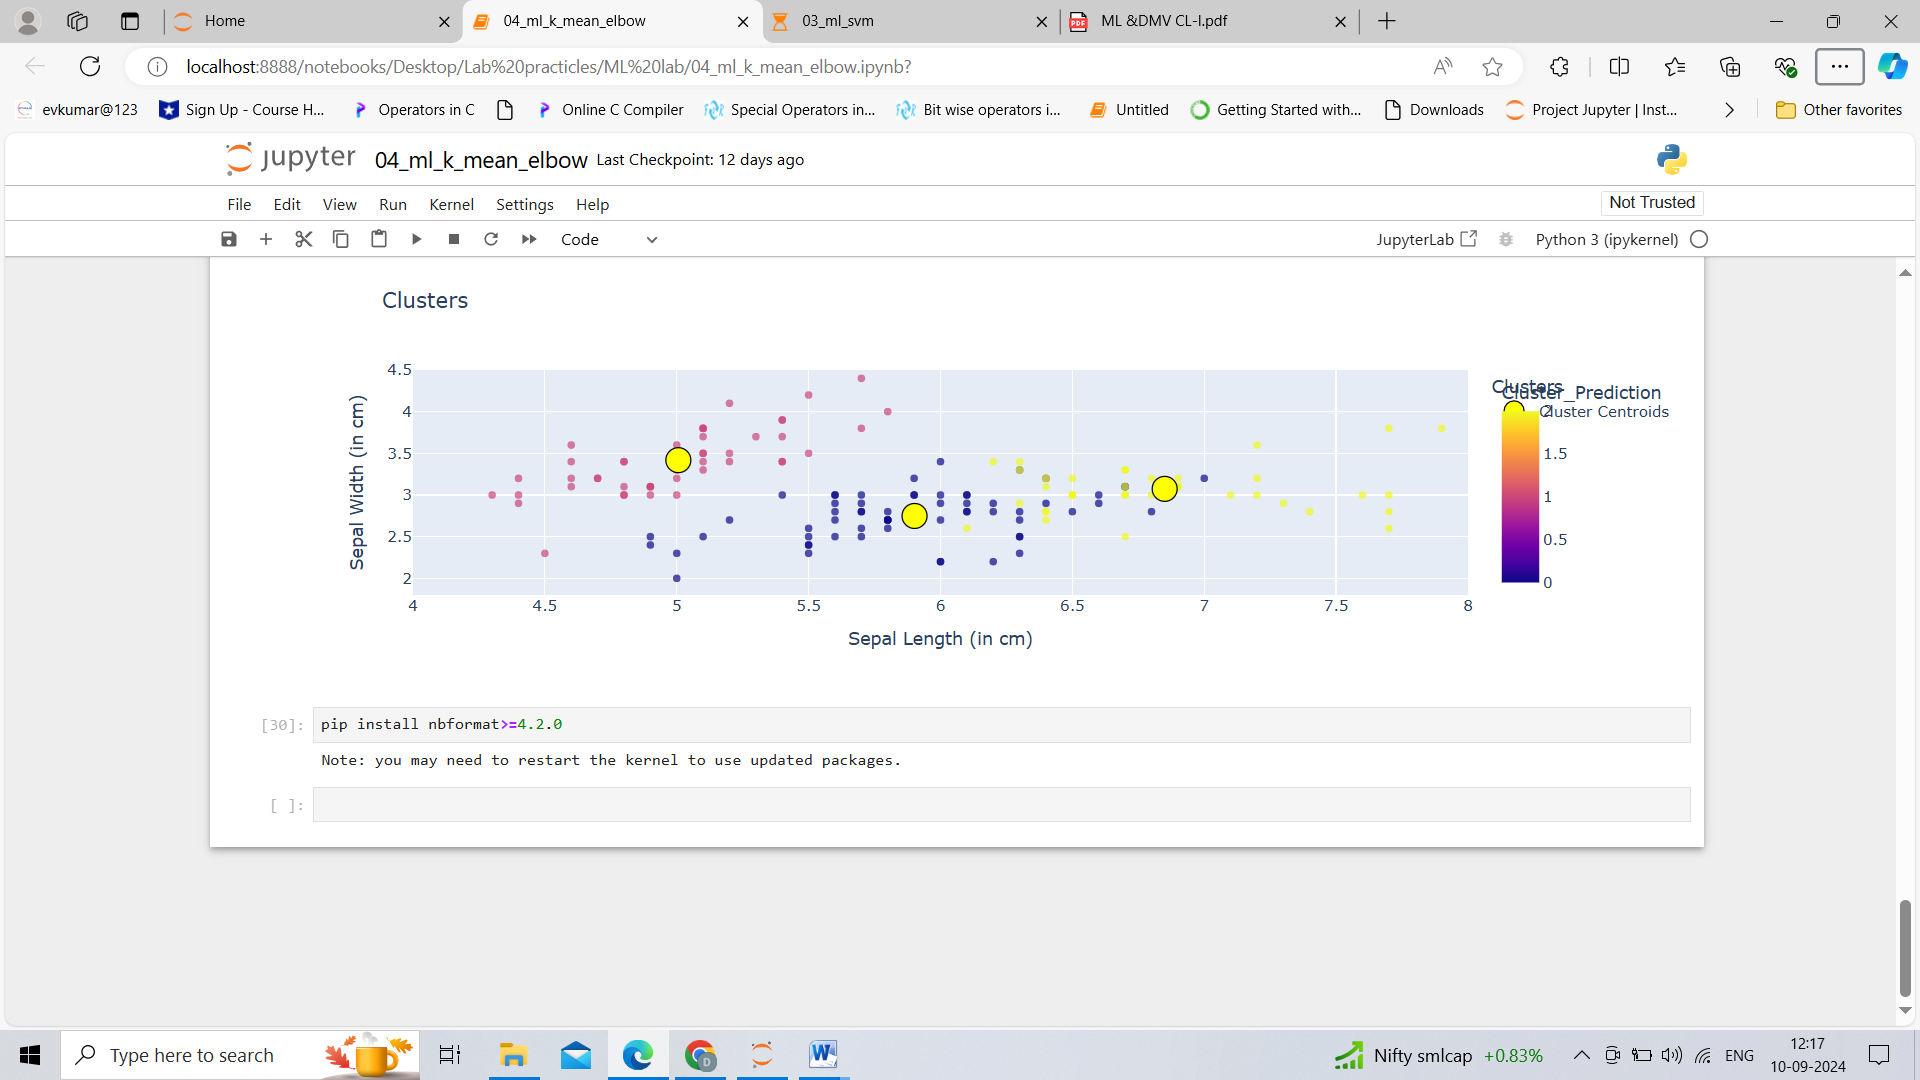 Home
04_ml_k_mean_elbow
03_ml_svm
ML &DMV CL-I.pdf
localhost:8888/notebooks/Desktop/Lab%20practicles/ML%20lab/04_ml_k_mean_elbow.ipynb?
evkumar@123
Sign Up - Course H...
Operators in C
Online C Compiler
Special Operators in...
Bit wise operators i...
Untitled
Getting Started with...
Downloads
Project Jupyter | Inst...
Other favorites
jupyter 04_ml_k_mean_elbow Last Checkpoint: 12 days ago
File Edit View Run Kernel Settings Help
Not Trusted
Code
JupyterLab
Python 3 (ipykernel)
Clusters
4.5
4
3.5
3
2.5
2
Sepal Width (in cm)
4 4.5 5 5.5 6 6.5 7 7.5 8
Sepal Length (in cm)
Clusters
Cluster_Prediction
Cluster Centroids
2
1.5
1
0.5
0
[30]: pip install nbformat>=4.2.0
Note: you may need to restart the kernel to use updated packages.
[ ]:
Type here to search
Nifty smlcap +0.83%
ENG
12:17
10-09-2024